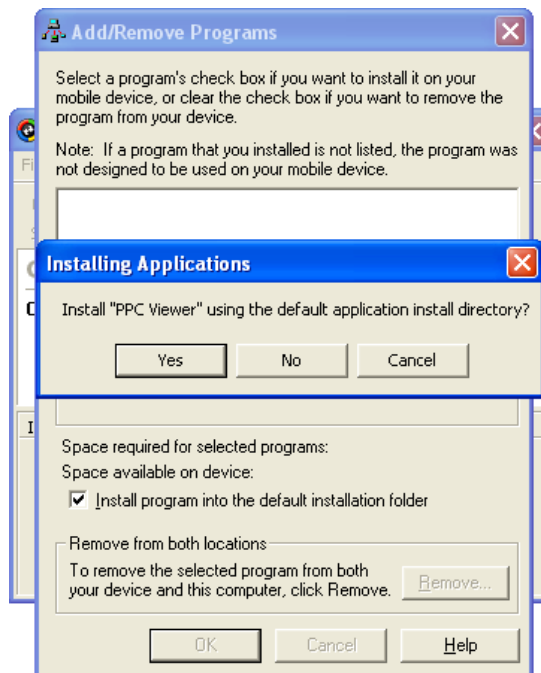 Add/Remove Programs
Select a program's check box if you want to install it on your
mobile device, or clear the check box if you want to remove the
program from your device.
Note: If a program that you installed is not listed, the program was
not designed to be used on your mobile device.
Installing Applications
Install "PPC Viewer" using the default application install directory?
Yes No Cancel
Space required for selected programs:
Space available on device:
Install program into the default installation folder
Remove from both locations
To remove the selected program from both
your device and this computer, click Remove.
Remove...
OK Cancel Help